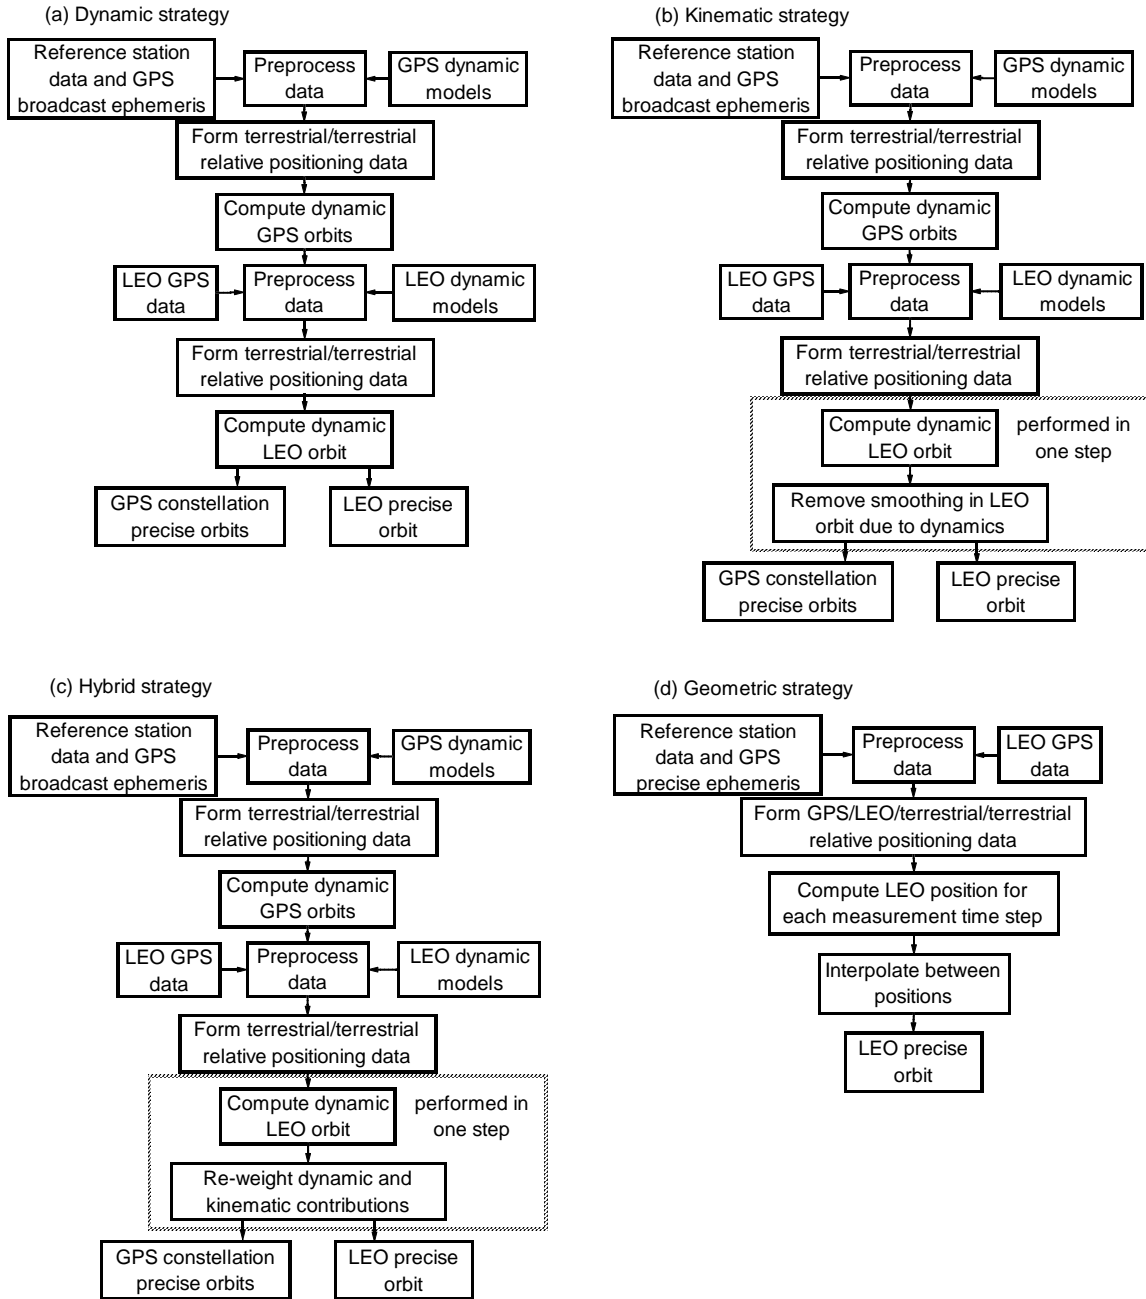 (a) Dynamic strategy
Reference station
data and GPS
broadcast ephemeris
Preprocess
data
GPS dynamic
models
Form terrestrial/terrestrial
relative positioning data
Compute dynamic
GPS orbits
LEO GPS
data
Preprocess
data
LEO dynamic
models
Form terrestrial/terrestrial
relative positioning data
Compute dynamic
LEO orbit
GPS constellation
precise orbits
LEO precise
orbit
(b) Kinematic strategy
Reference station
data and GPS
broadcast ephemeris
Preprocess
data
GPS dynamic
models
Form terrestrial/terrestrial
relative positioning data
Compute dynamic
GPS orbits
LEO GPS
data
Preprocess
data
LEO dynamic
models
Form terrestrial/terrestrial
relative positioning data
Compute dynamic
LEO orbit
performed in
one step
Remove smoothing in LEO
orbit due to dynamics
GPS constellation
precise orbits
LEO precise
orbit
(c) Hybrid strategy
Reference station
data and GPS
broadcast ephemeris
Preprocess
data
GPS dynamic
models
Form terrestrial/terrestrial
relative positioning data
Compute dynamic
GPS orbits
LEO GPS
data
Preprocess
data
LEO dynamic
models
Form terrestrial/terrestrial
relative positioning data
Compute dynamic
LEO orbit
performed in
one step
Re-weight dynamic and
kinematic contributions
GPS constellation
precise orbits
LEO precise
orbit
(d) Geometric strategy
Reference station
data and GPS
precise ephemeris
Preprocess
data
LEO GPS
data
Form GPS/LEO/terrestrial/terrestrial
relative positioning data
Compute LEO position for
each measurement time step
Interpolate between
positions
LEO precise
orbit